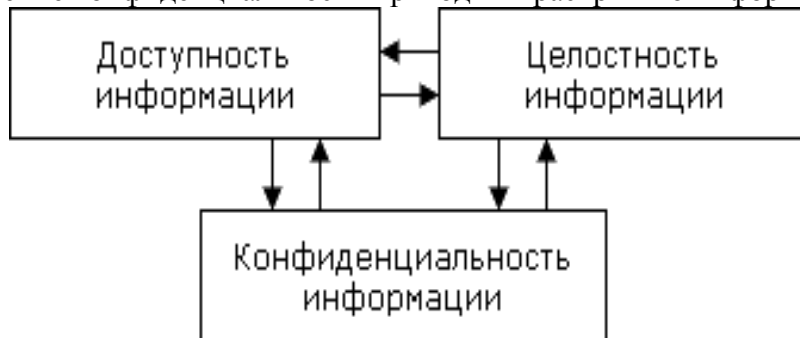 Доступность
информации
Целостность
информации
Конфиденциальность
информации